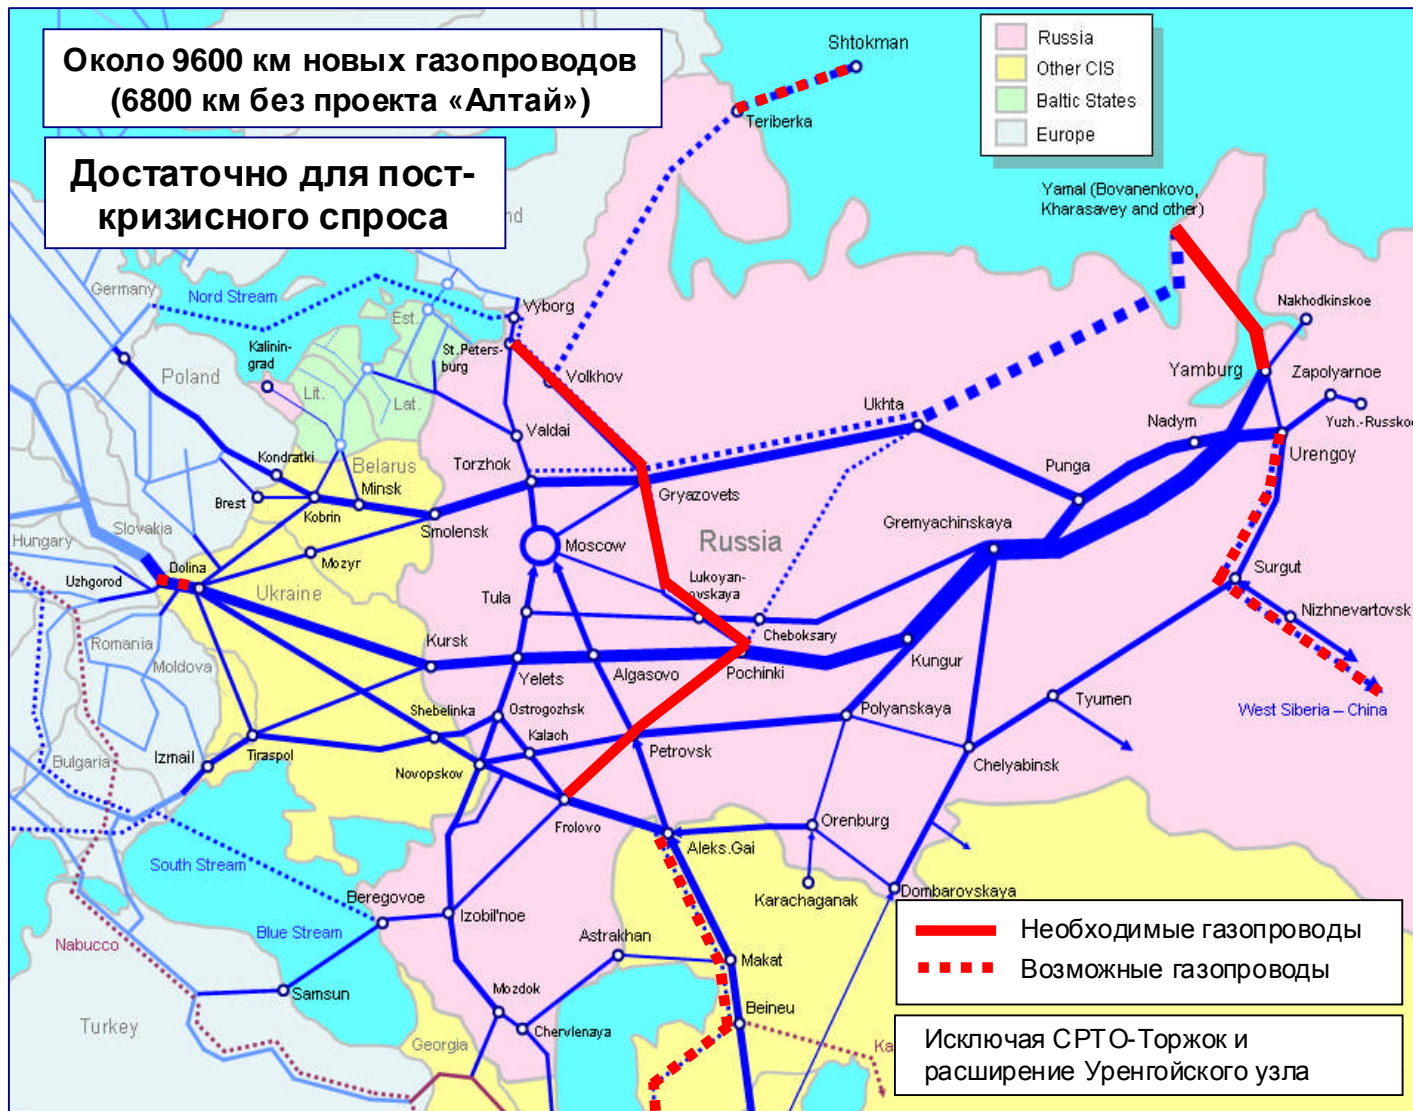 Около 9600 км новых газопроводов
(6800 км без проекта «Алтай»)
Достаточно для пост-
кризисного спроса
Shtokman
Teriberka
Russia
Other CIS
Baltic States
Europe
Yamal (Bovanenkovo,
Kharasavey and other)
Germany
Nord Stream
Vyborg
Est.
Kalinin-
grad
St.Peters-
burg
Nakhodkinskoe
Poland
Volkhov
Yamburg
Zapolyarnoe
Lit.
Lat.
Ukhta
Yuzh.-Russkoe
Valdai
Nadym
Urengoy
Kondratki
Belarus
Torzhok
Punga
Brest
Minsk
Gryazovets
Kobrin
Smolensk
Gremyachinskaya
Slovakia
Hungary
Moscow
Russia
Mozyr
Dolina
Uzhgorod
Ukraine
Tula
Lukoyan-
ovskaya
Surgut
Nizhnevartovsk
Romania
Moldova
Kursk
Cheboksary
Kungur
Yelets
Algasovo
Pochinki
Tyumen
West Siberia – China
Shebelinka
Ostrogozhsk
Polyanskaya
Kalach
Bulgaria
Izmail
Tiraspol
Petrovsk
Chelyabinsk
Novopskov
Frolovo
Orenburg
Aleks.Gai
South Stream
Karachaganak
Dombarovskaya
Beregovoe
Izobil'noe
Blue Stream
Astrakhan
Nabucco
Makat
Samsun
Mozdok
Beineu
Turkey
Chervlenaya
Georgia
Необходимые газопроводы
Возможные газопроводы
Исключая СРТО-Торжок и
расширение Уренгойского узла